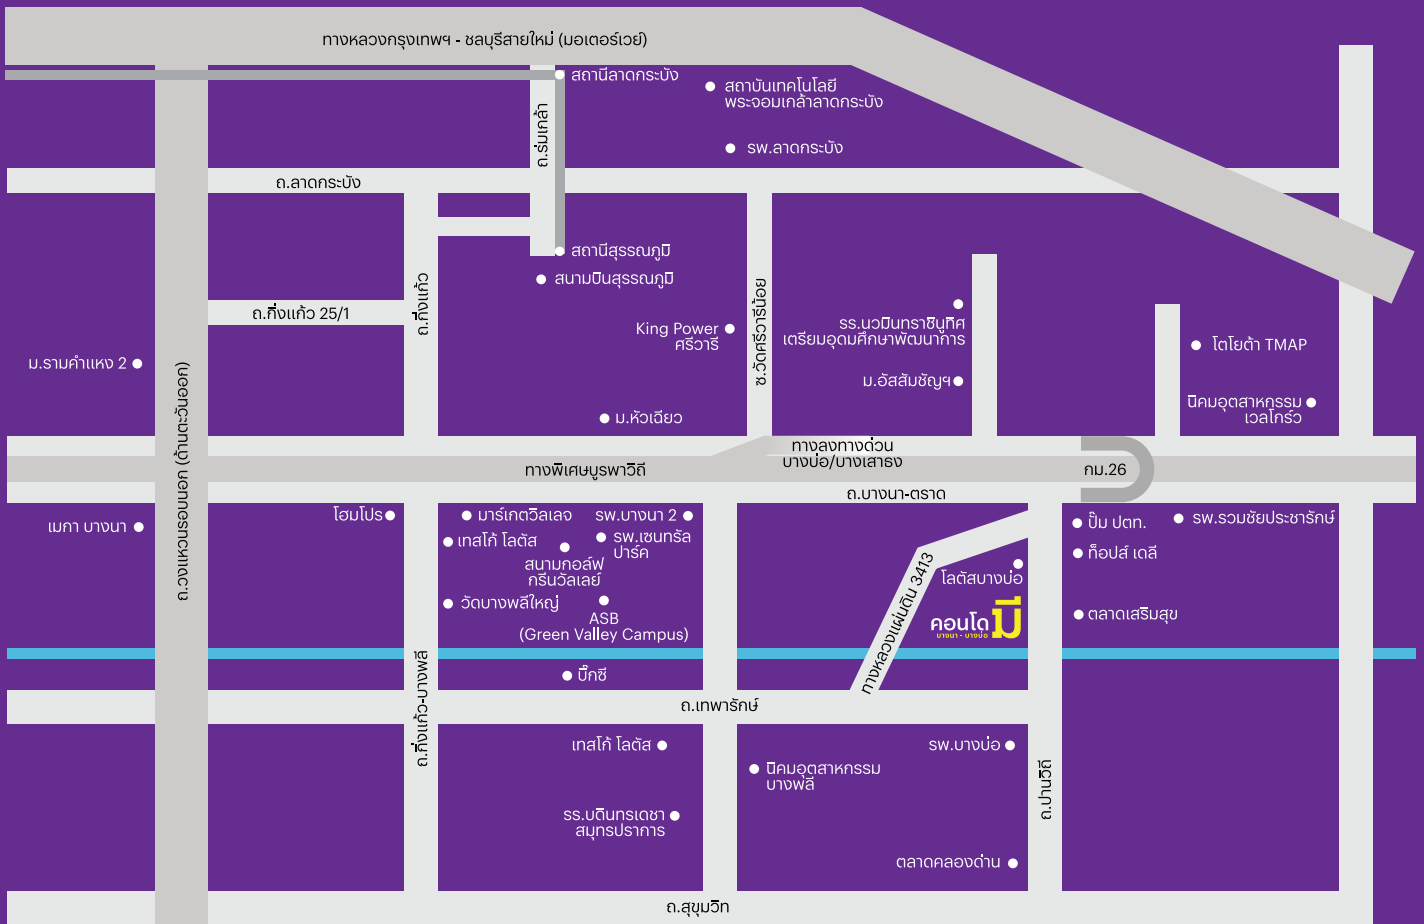 ทางหลวงกรุงเทพฯ - ชลบุรีสายใหม่ (มอเตอร์เวย์)
สถานีลาดกระบัง
สถาบันเทคโนโลยี
พระจอมเกล้าลาดกระบัง
ถ.ร่มเกล้า
รพ.ลาดกระบัง
ถ.ลาดกระบัง
สถานีสุรรณภูมิ
สนามบินสุรรณภูมิ
ถ.กิ่งแก้ว
ถ.กิ่งแก้ว 25/1
King Power
ศรีวารี
ซ.วัดศรีวารีน้อย
รร.นวมินทราชินูทิศ
เตรียมอุดมศึกษาพัฒนาการ
โตโยต้า TMAP
ม.รามคำแหง 2
ม.อัสสัมชัญฯ
นิคมอุตสาหกรรม
เวลโกร์ว
ม.หัวเฉียว
ถ.วงแหวนรอบนอก (ด้านตะวันออก)
ทางลงทางด่วน
บางบ่อ/บางเสาธง
ทางพิเศษบูรพาวิถี
กม.26
ถ.บางนา-ตราด
เมกา บางนา
โฮมโปร
มาร์เกตวิลเลจ
รพ.บางนา 2
ปั๊ม ปตท.
รพ.รวมชัยประชารักษ์
เทสโก้ โลตัส
รพ.เซนทรัล
ปาร์ค
สนามกอล์ฟ
กรีนวัลเลย์
ท็อปส์ เดลี
ทางหลวงแผ่นดิน 3413
โลตัสบางบ่อ
วัดบางพลีใหญ่
ASB
(Green Valley Campus)
คอนโด มี
บางนา - บางบ่อ
ตลาดเสริมสุข
บิ๊กซี
ถ.กิ่งแก้ว-บางพลี
ถ.เทพารักษ์
เทสโก้ โลตัส
รพ.บางบ่อ
นิคมอุตสาหกรรม
บางพลี
ถ.ปานวิถี
รร.บดินทรเดชา
สมุทรปราการ
ตลาดคลองด่าน
ถ.สุขุมวิท